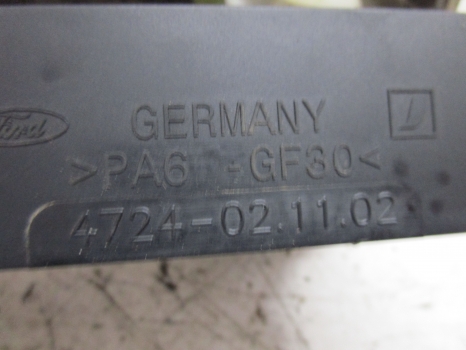 Ford GERMANY
>PA6 -GF30<
4724-02.11.02